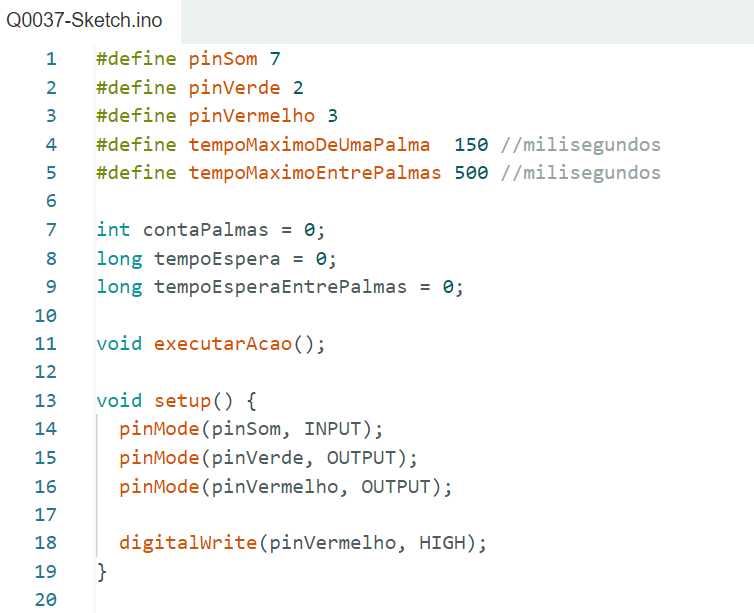 Q0037-Sketch.ino
1 #define pinSom 7
2 #define pinVerde 2
3 #define pinVermelho 3
4 #define tempoMaximoDeUmaPalma  150 //milisegundos
5 #define tempoMaximoEntrePalmas 500 //milisegundos
6
7 int contaPalmas = 0;
8 long tempoEspera = 0;
9 long tempoEsperaEntrePalmas = 0;
10
11 void executarAcao();
12
13 void setup() {
14   pinMode(pinSom, INPUT);
15   pinMode(pinVerde, OUTPUT);
16   pinMode(pinVermelho, OUTPUT);
17
18   digitalWrite(pinVermelho, HIGH);
19 }
20